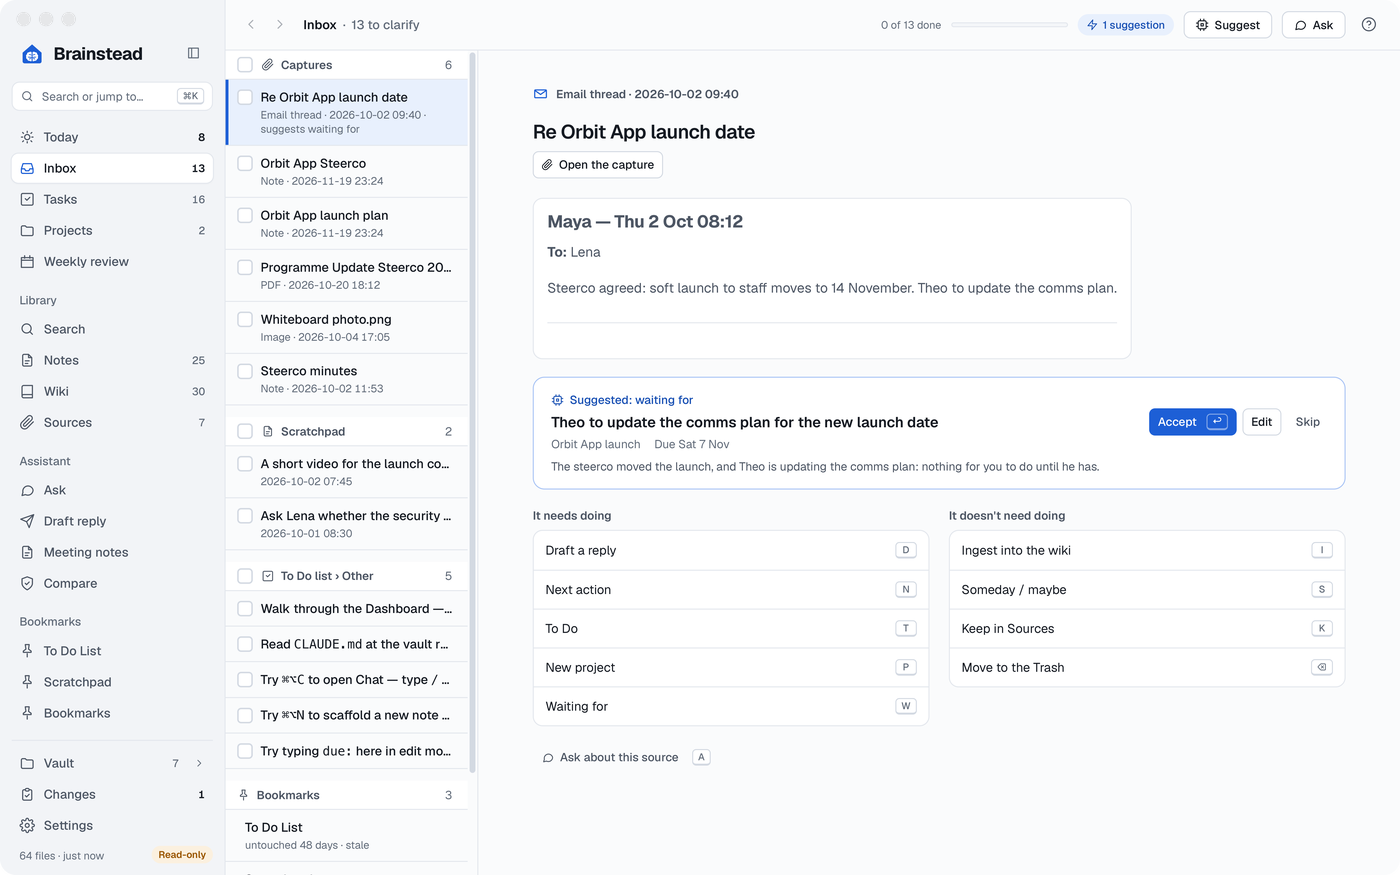 Brainstead
Search or jump to...
⌘K
Today 8
Inbox 13
Tasks 16
Projects 2
Weekly review
Library
Search
Notes 25
Wiki 30
Sources 7
Assistant
Ask
Draft reply
Meeting notes
Compare
Bookmarks
To Do List
Scratchpad
Bookmarks
Vault 7
Changes 1
Settings
64 files · just now
Read-only
Inbox · 13 to clarify
0 of 13 done
1 suggestion
Suggest
Ask
Captures 6
Re Orbit App launch date
Email thread · 2026-10-02 09:40 ·
suggests waiting for
Orbit App Steerco
Note · 2026-11-19 23:24
Orbit App launch plan
Note · 2026-11-19 23:24
Programme Update Steerco 20...
PDF · 2026-10-20 18:12
Whiteboard photo.png
Image · 2026-10-04 17:05
Steerco minutes
Note · 2026-10-02 11:53
Scratchpad 2
A short video for the launch co...
2026-10-02 07:45
Ask Lena whether the security ...
2026-10-01 08:30
To Do list › Other 5
Walk through the Dashboard —...
Read CLAUDE.md at the vault r...
Try ⌘⌥C to open Chat — type / ...
Try ⌘⌥N to scaffold a new note ...
Try typing due: here in edit mo...
Bookmarks 3
To Do List
untouched 48 days · stale
Email thread · 2026-10-02 09:40
Re Orbit App launch date
Open the capture
Maya — Thu 2 Oct 08:12
To: Lena
Steerco agreed: soft launch to staff moves to 14 November. Theo to update the comms plan.
Suggested: waiting for
Theo to update the comms plan for the new launch date
Orbit App launch Due Sat 7 Nov
The steerco moved the launch, and Theo is updating the comms plan: nothing for you to do until he has.
Accept
Edit
Skip
It needs doing
Draft a reply D
Next action N
To Do T
New project P
Waiting for W
It doesn't need doing
Ingest into the wiki I
Someday / maybe S
Keep in Sources K
Move to the Trash ⌫
Ask about this source A